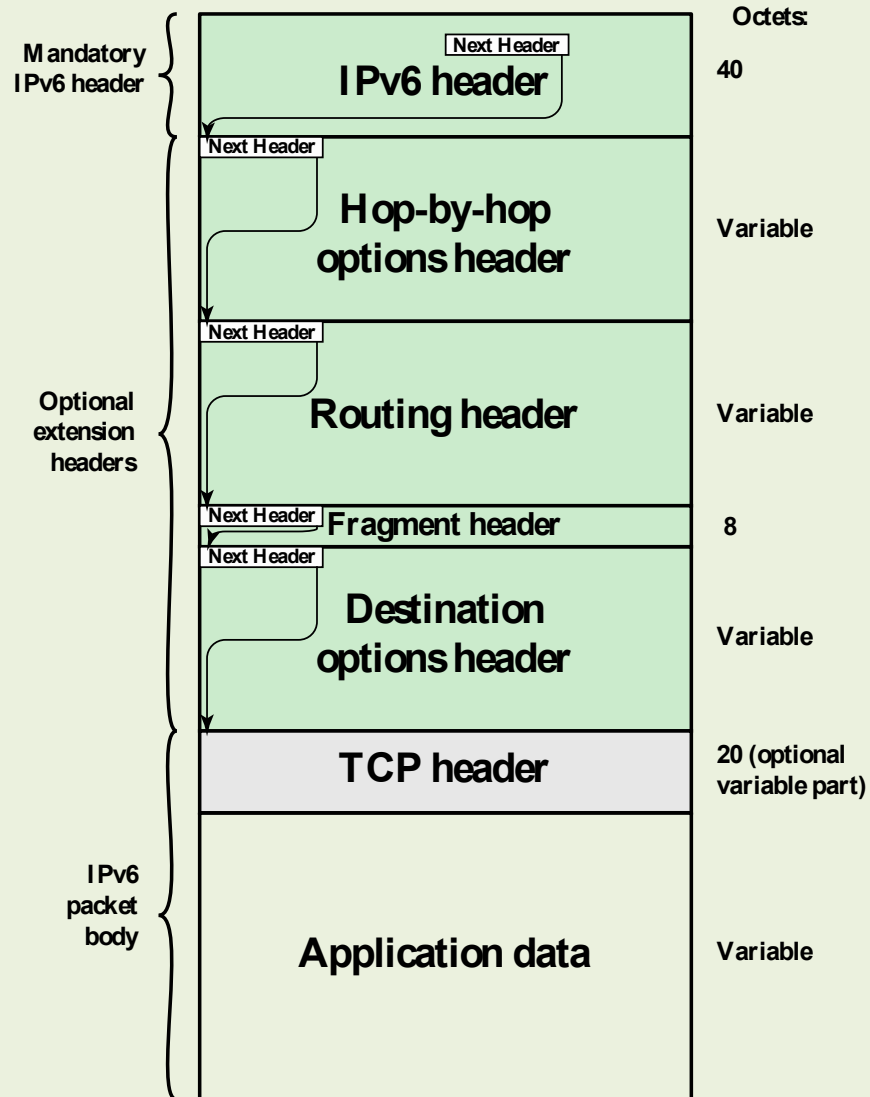 Octets:
Mandatory
IPv6 header
Next Header
IPv6 header
40
Next Header
Hop-by-hop
options header
Variable
Optional
extension
headers
Next Header
Routing header
Variable
Next Header
Fragment header
8
Next Header
Destination
options header
Variable
TCP header
20 (optional
variable part)
IPv6
packet
body
Application data
Variable